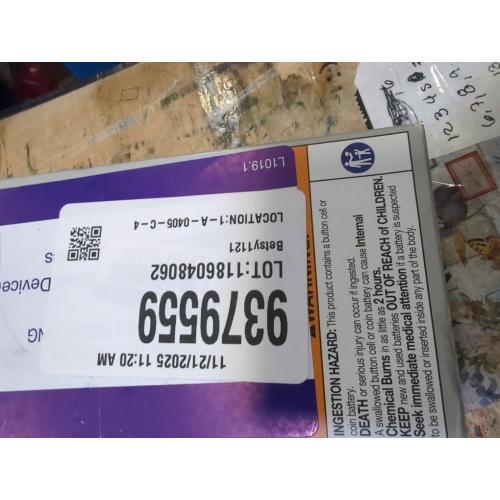 L1019.1
11/21/2025 11:20 AM
9379559
LOT:1186048062
Betsy1121
LOCATION:1-A-0405-C-4
NG
Device
S
INGESTION HAZARD: This product contains a button cell or
coin battery.
DEATH or serious injury can occur if ingested.
A swallowed button cell or coin battery can cause Internal
Chemical Burns in as little as 2 hours.
KEEP new and used batteries OUT OF REACH of CHILDREN.
Seek immediate medical attention if a battery is suspected
to be swallowed or inserted inside any part of the body.